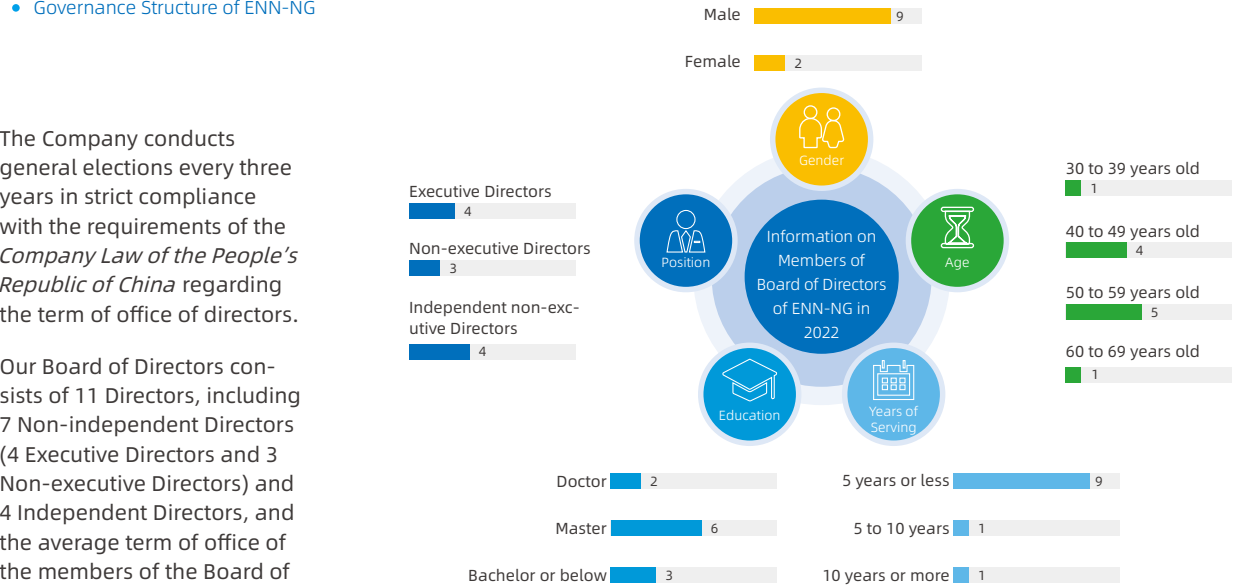 Governance Structure of ENN-NG
The Company conducts
general elections every three
years in strict compliance
with the requirements of the
Company Law of the People's
Republic of China regarding
the term of office of directors.
Our Board of Directors con-
sists of 11 Directors, including
7 Non-independent Directors
(4 Executive Directors and 3
Non-executive Directors) and
4 Independent Directors, and
the average term of office of
the members of the Board of
Male 9
Female 2
Gender
Executive Directors
4
Non-executive Directors
3
Independent non-exc-
utive Directors
4
Position
Information on
Members of
Board of Directors
of ENN-NG in
2022
Age
30 to 39 years old
1
40 to 49 years old
4
50 to 59 years old
5
60 to 69 years old
1
Education
Years of
Serving
Doctor 2
Master 6
Bachelor or below 3
5 years or less 9
5 to 10 years 1
10 years or more 1